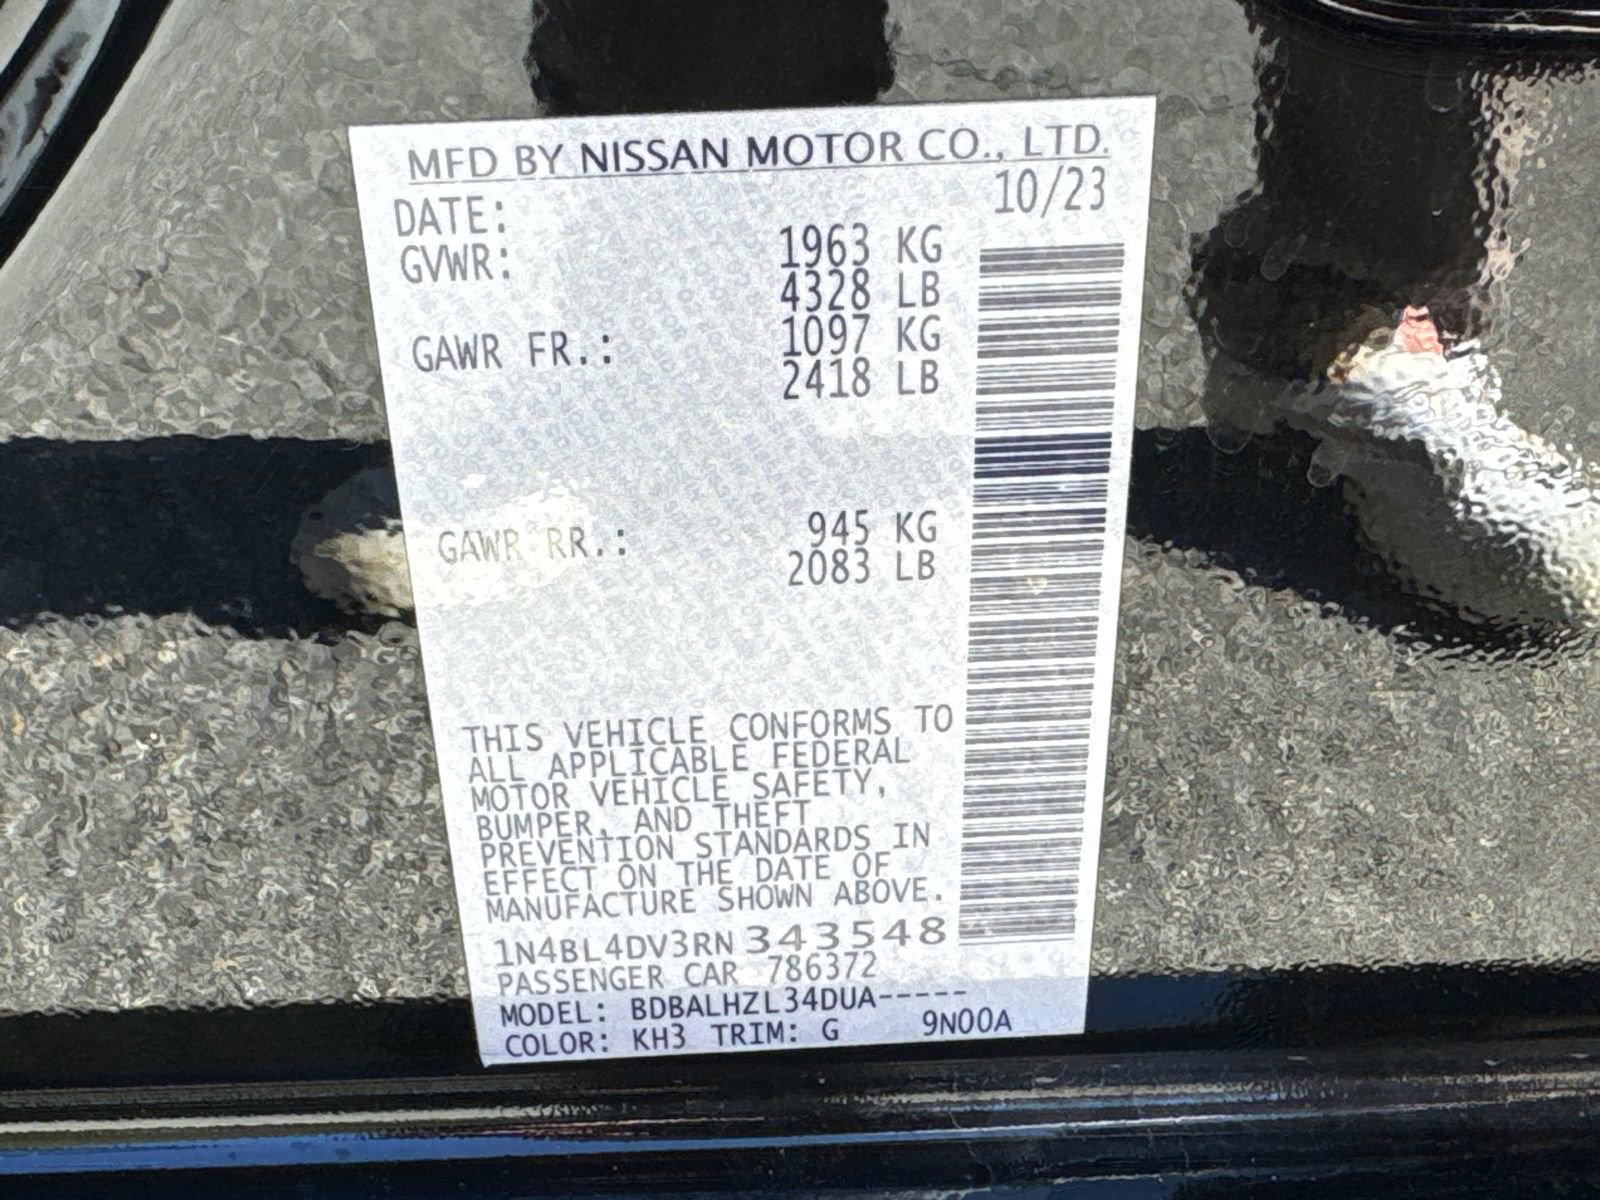 MFD BY NISSAN MOTOR CO., LTD.
DATE: 10/23
GVWR: 1963 KG
4328 LB
GAWR FR.: 1097 KG
2418 LB
GAWR RR.: 945 KG
2083 LB
THIS VEHICLE CONFORMS TO
ALL APPLICABLE FEDERAL
MOTOR VEHICLE SAFETY,
BUMPER, AND THEFT
PREVENTION STANDARDS IN
EFFECT ON THE DATE OF
MANUFACTURE SHOWN ABOVE.
1N4BL4DV3RN343548
PASSENGER CAR 786372
MODEL: BDBALHZL34DUA-----
COLOR: KH3 TRIM: G 9N00A